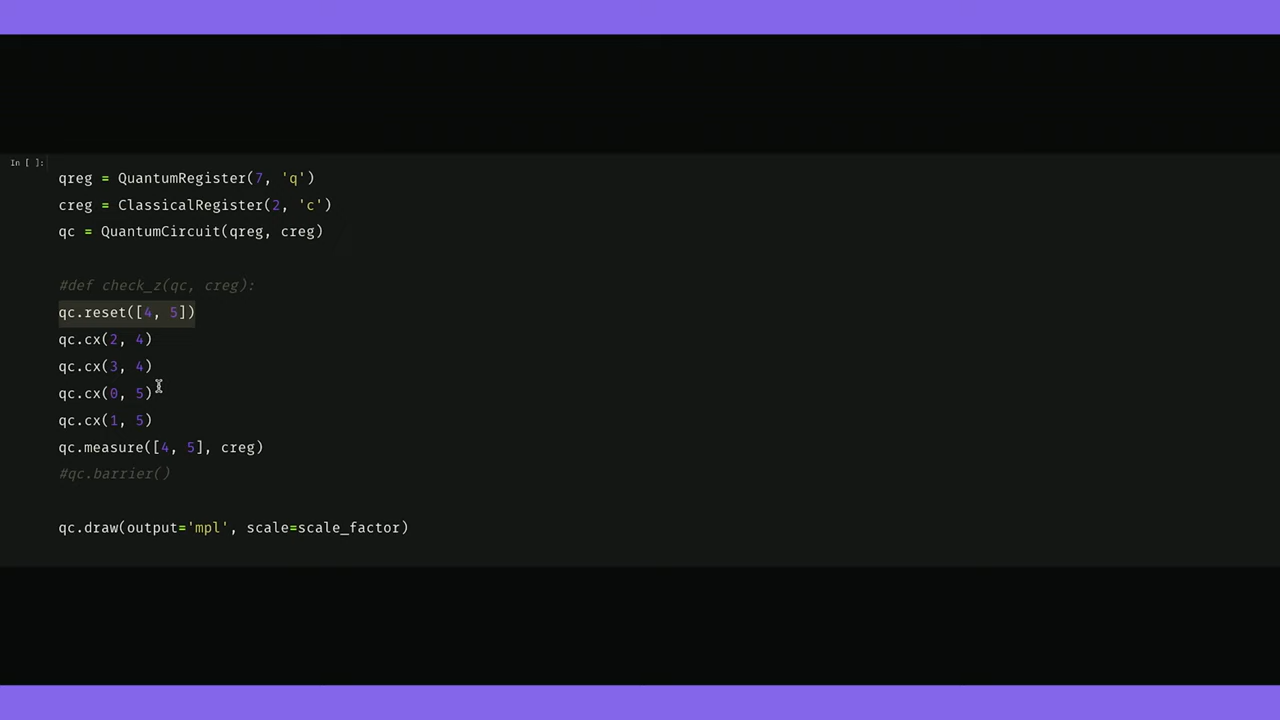 In [ ]:
qreg = QuantumRegister(7, 'q')
creg = ClassicalRegister(2, 'c')
qc = QuantumCircuit(qreg, creg)
#def check_z(qc, creg):
qc.reset([4, 5])
qc.cx(2, 4)
qc.cx(3, 4)
qc.cx(0, 5)
qc.cx(1, 5)
qc.measure([4, 5], creg)
#qc.barrier()
qc.draw(output='mpl', scale=scale_factor)